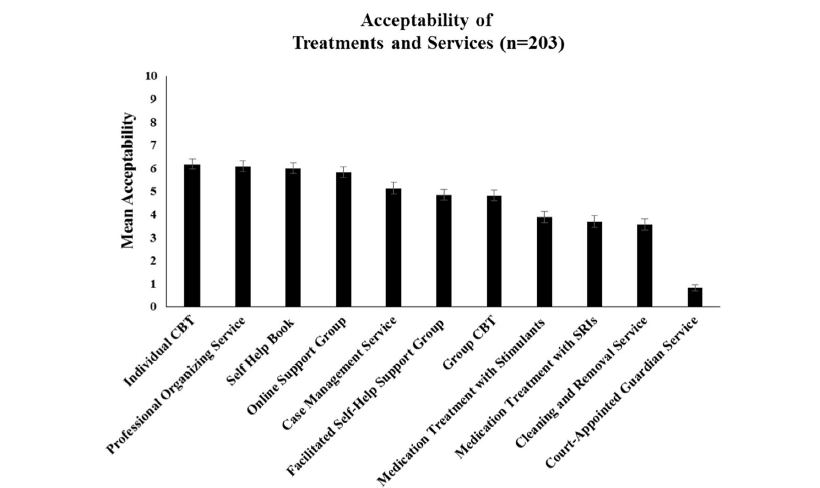 Acceptability of
Treatments and Services (n=203)
Mean Acceptability
10
9
8
7
6
5
4
3
2
1
0
Individual CBT
Professional Organizing Service
Self Help Book
Online Support Group
Case Management Service
Facilitated Self-Help Support Group
Group CBT
Medication Treatment with Stimulants
Medication Treatment with SRIs
Cleaning and Removal Service
Court-Appointed Guardian Service